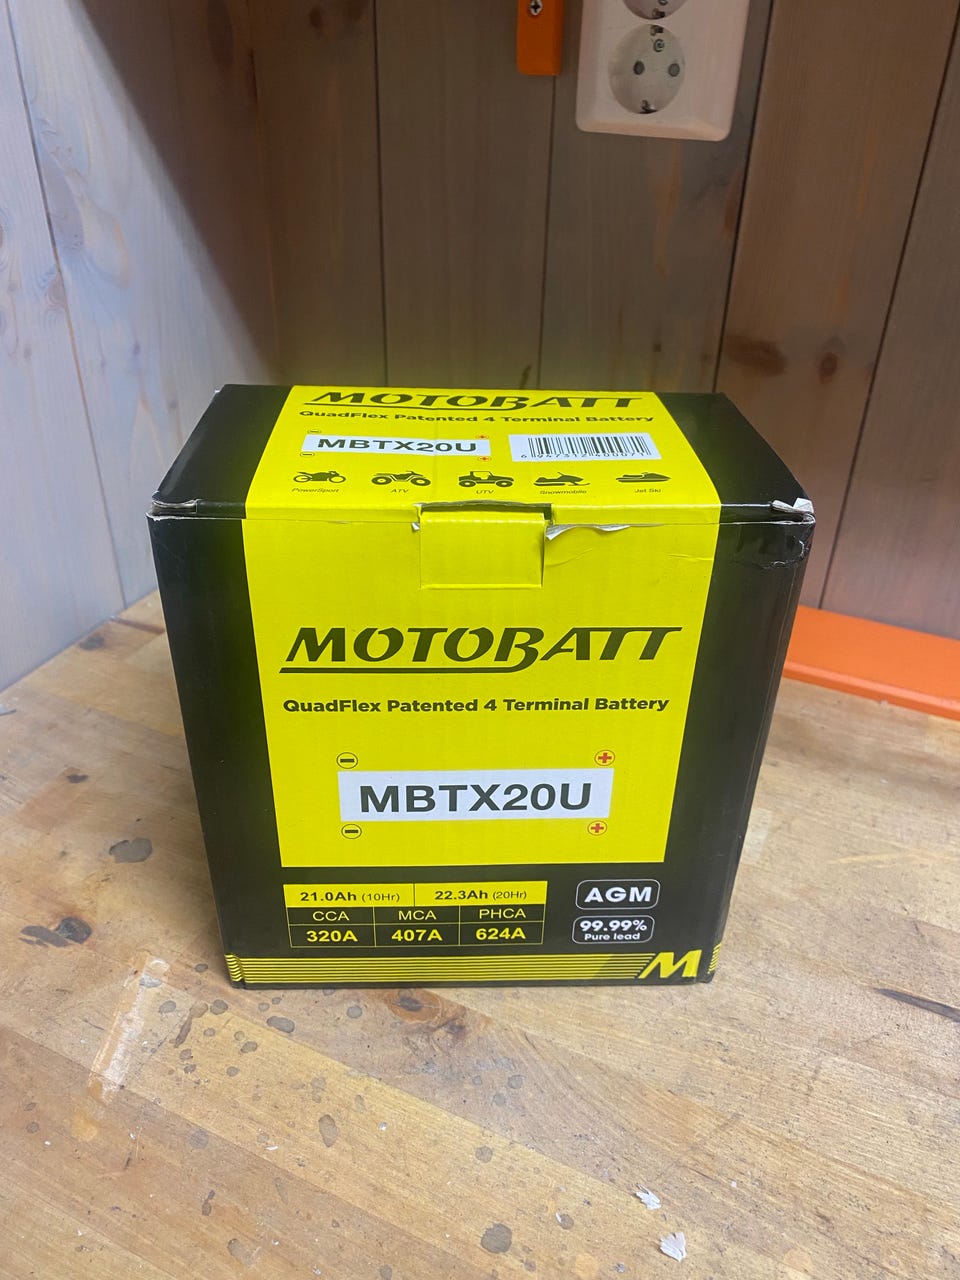 MOTOBATT
QuadFlex Patented 4 Terminal Battery
MBTX20U
PowerSport ATV UTV Snowmobile Jet Ski
MOTOBATT
QuadFlex Patented 4 Terminal Battery
MBTX20U
21.0Ah (10Hr) 22.3Ah (20Hr)
CCA MCA PHCA
320A 407A 624A
AGM
99.99%
Pure lead
M